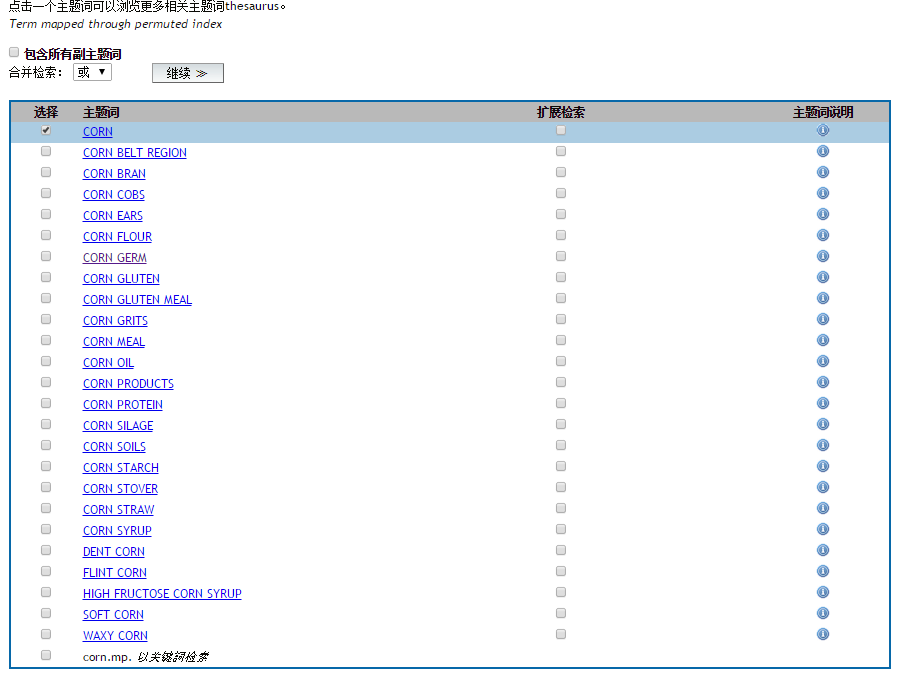 点击一个主题词可以浏览更多相关主题词thesaurus。
Term mapped through permuted index
包含所有副主题词
合并检索： 或 ▼ 继续 ≫
选择 主题词 扩展检索 主题词说明
CORN
CORN BELT REGION
CORN BRAN
CORN COBS
CORN EARS
CORN FLOUR
CORN GERM
CORN GLUTEN
CORN GLUTEN MEAL
CORN GRITS
CORN MEAL
CORN OIL
CORN PRODUCTS
CORN PROTEIN
CORN SILAGE
CORN SOILS
CORN STARCH
CORN STOVER
CORN STRAW
CORN SYRUP
DENT CORN
FLINT CORN
HIGH FRUCTOSE CORN SYRUP
SOFT CORN
WAXY CORN
corn.mp. 以关键詞检索